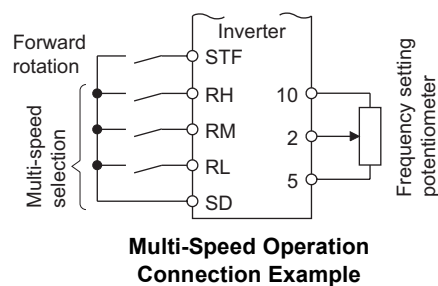 Inverter
Forward
rotation
STF
RH
RM
RL
SD
10
2
5
Multi-speed
selection
Frequency setting
potentiometer
Multi-Speed Operation
Connection Example